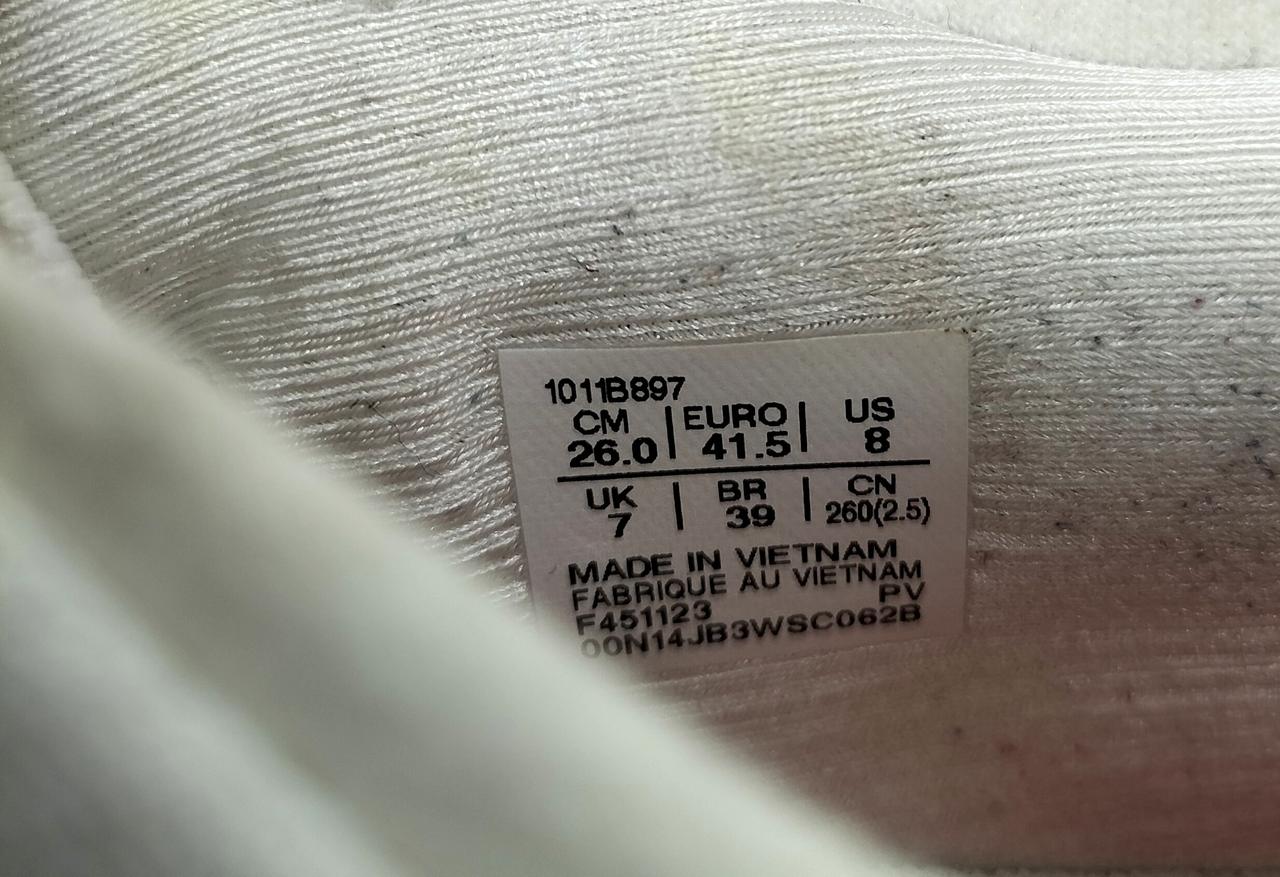 1011B897
CM | EURO | US
26.0 | 41.5 | 8
UK | BR | CN
7 | 39 | 260(2.5)
MADE IN VIETNAM
FABRIQUE AU VIETNAM
F451123 PV
00N14JB3WSC062B